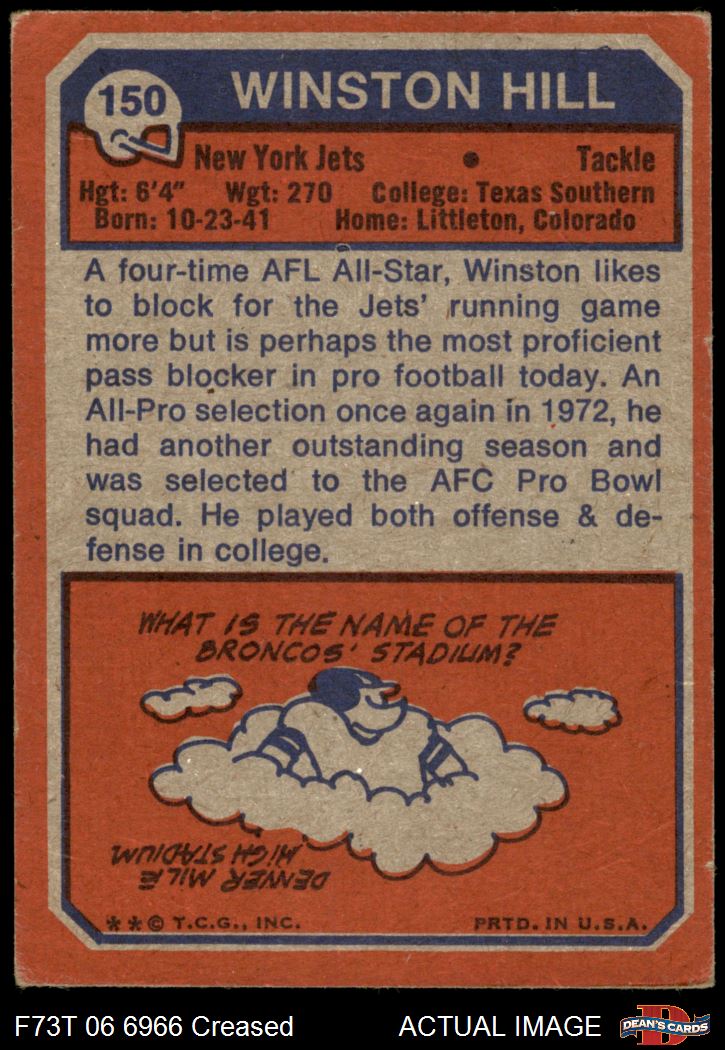 150
WINSTON HILL
New York Jets • Tackle
Hgt: 6'4" Wgt: 270 College: Texas Southern
Born: 10-23-41 Home: Littleton, Colorado
A four-time AFL All-Star, Winston likes
to block for the Jets' running game
more but is perhaps the most proficient
pass blocker in pro football today. An
All-Pro selection once again in 1972, he
had another outstanding season and
was selected to the AFC Pro Bowl
squad. He played both offense & de-
fense in college.
WHAT IS THE NAME OF THE
BRONCOS' STADIUM?
DENVER MILE
HIGH STADIUM
* * © T.C.G., INC. PRTD. IN U.S.A.
F73T 06 6966 Creased ACTUAL IMAGE
D
DEAN'S CARDS